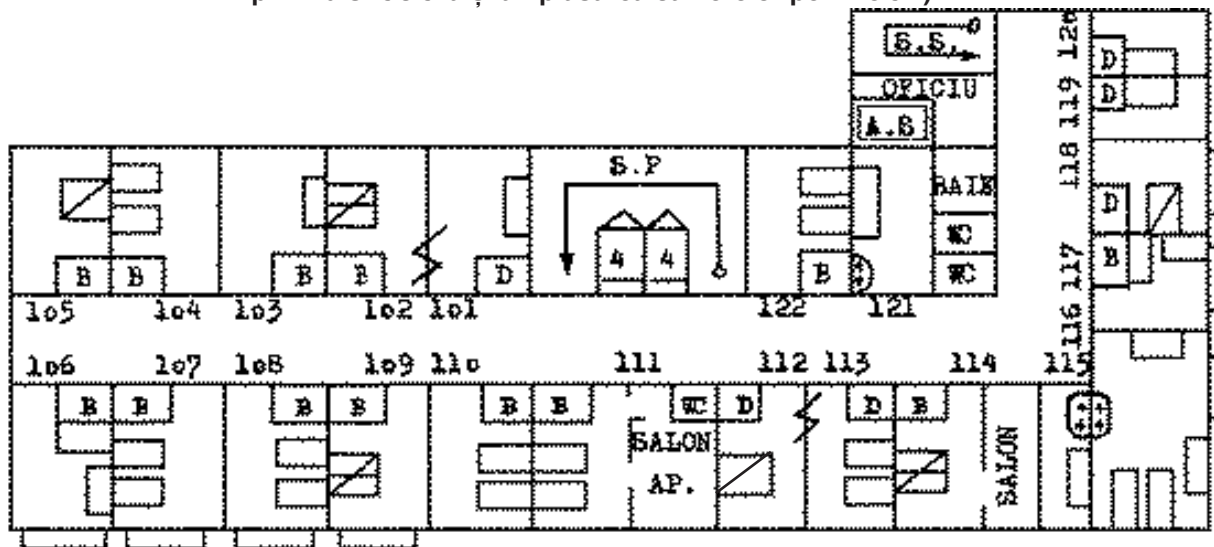 S.S.
OFICIU
A.S
S.P
BAIE
WC
WC
4 4
B B B B D B
D
D
D
B
105 104 103 102 101 122 121
120
119
118
117
116
106 107 108 109 110 111 112 113 114 115
B B B B B B WC D D B
SALON
AP.
SALON